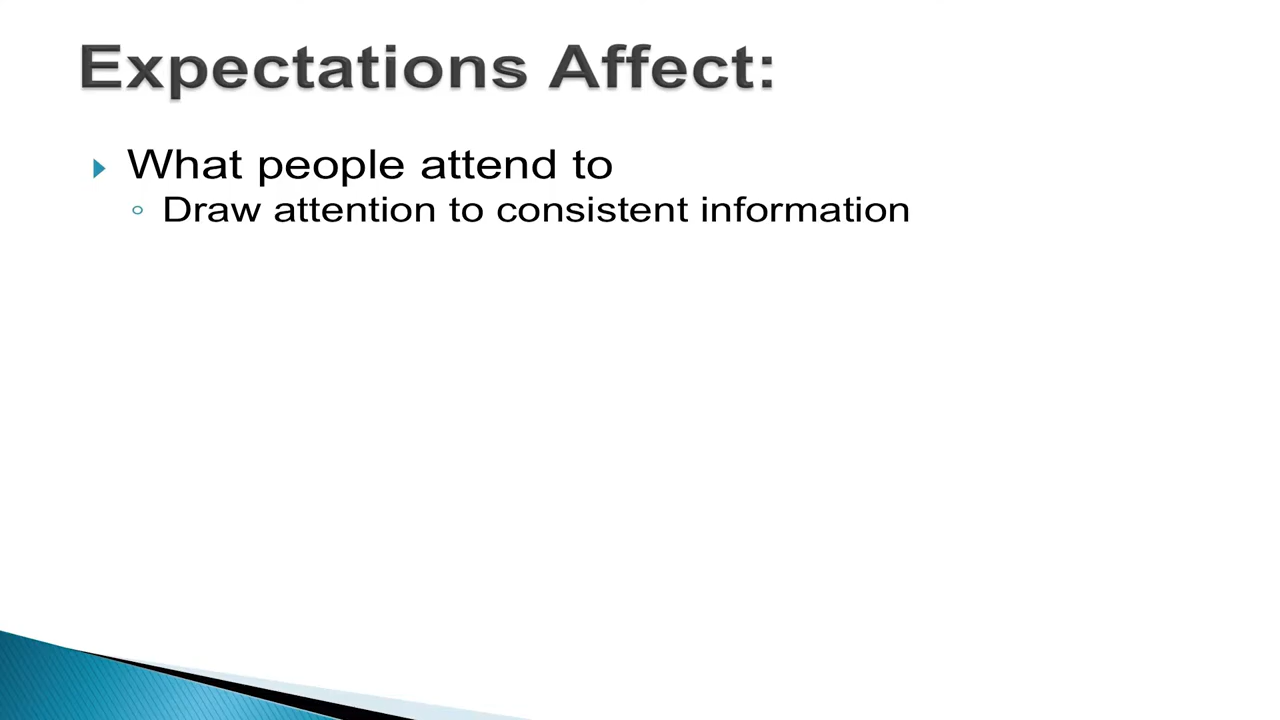 Expectations Affect:
What people attend to
Draw attention to consistent information